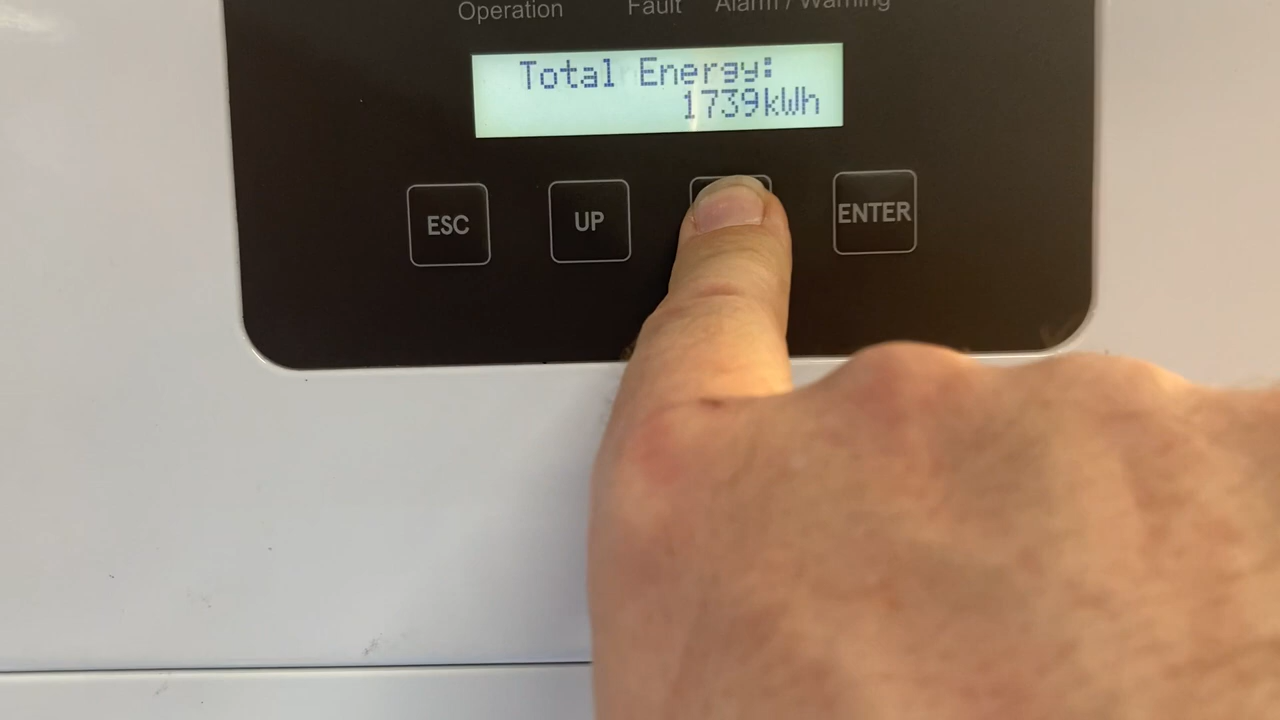 Operation Fault Alarm / Warning
Total Energy:
1739kWh
ESC UP ENTER